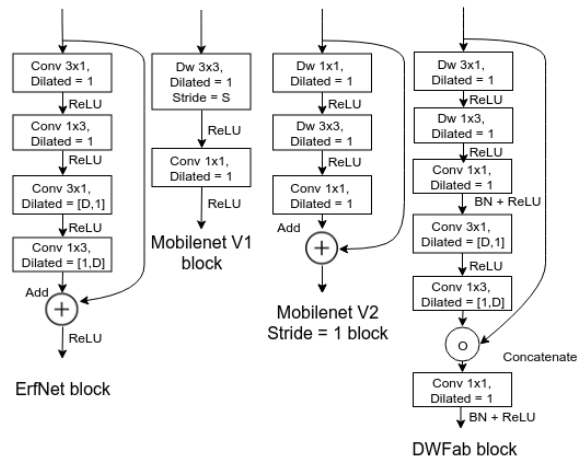 Conv 3x1,
Dilated = 1
ReLU
Conv 1x3,
Dilated = 1
ReLU
Conv 3x1,
Dilated = [D,1]
ReLU
Conv 1x3,
Dilated = [1,D]
Add
+
ReLU
ErfNet block
Dw 3x3,
Dilated = 1
Stride = S
ReLU
Conv 1x1,
Dilated = 1
ReLU
Mobilenet V1
block
Dw 1x1,
Dilated = 1
ReLU
Dw 3x3,
Dilated = 1
ReLU
Conv 1x1,
Dilated = 1
Add
+
Mobilenet V2
Stride = 1 block
Dw 3x1,
Dilated = 1
ReLU
Dw 1x3,
Dilated = 1
ReLU
Conv 1x1,
Dilated = 1
BN + ReLU
Conv 3x1,
Dilated = [D,1]
ReLU
Conv 1x3,
Dilated = [1,D]
o
Concatenate
Conv 1x1,
Dilated = 1
BN + ReLU
DWFab block